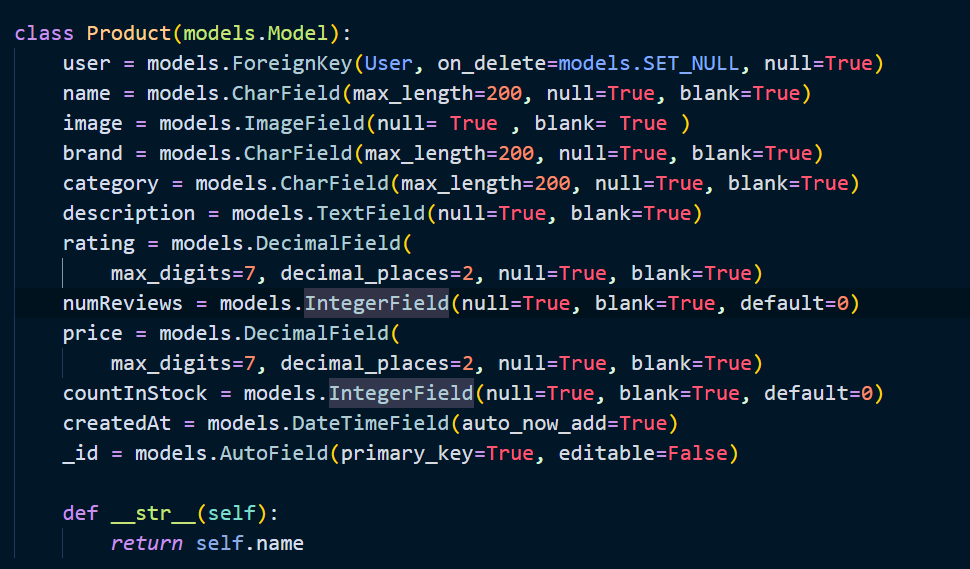 class Product(models.Model):
    user = models.ForeignKey(User, on_delete=models.SET_NULL, null=True)
    name = models.CharField(max_length=200, null=True, blank=True)
    image = models.ImageField(null= True , blank= True )
    brand = models.CharField(max_length=200, null=True, blank=True)
    category = models.CharField(max_length=200, null=True, blank=True)
    description = models.TextField(null=True, blank=True)
    rating = models.DecimalField(
        max_digits=7, decimal_places=2, null=True, blank=True)
    numReviews = models.IntegerField(null=True, blank=True, default=0)
    price = models.DecimalField(
        max_digits=7, decimal_places=2, null=True, blank=True)
    countInStock = models.IntegerField(null=True, blank=True, default=0)
    createdAt = models.DateTimeField(auto_now_add=True)
    _id = models.AutoField(primary_key=True, editable=False)

    def __str__(self):
        return self.name